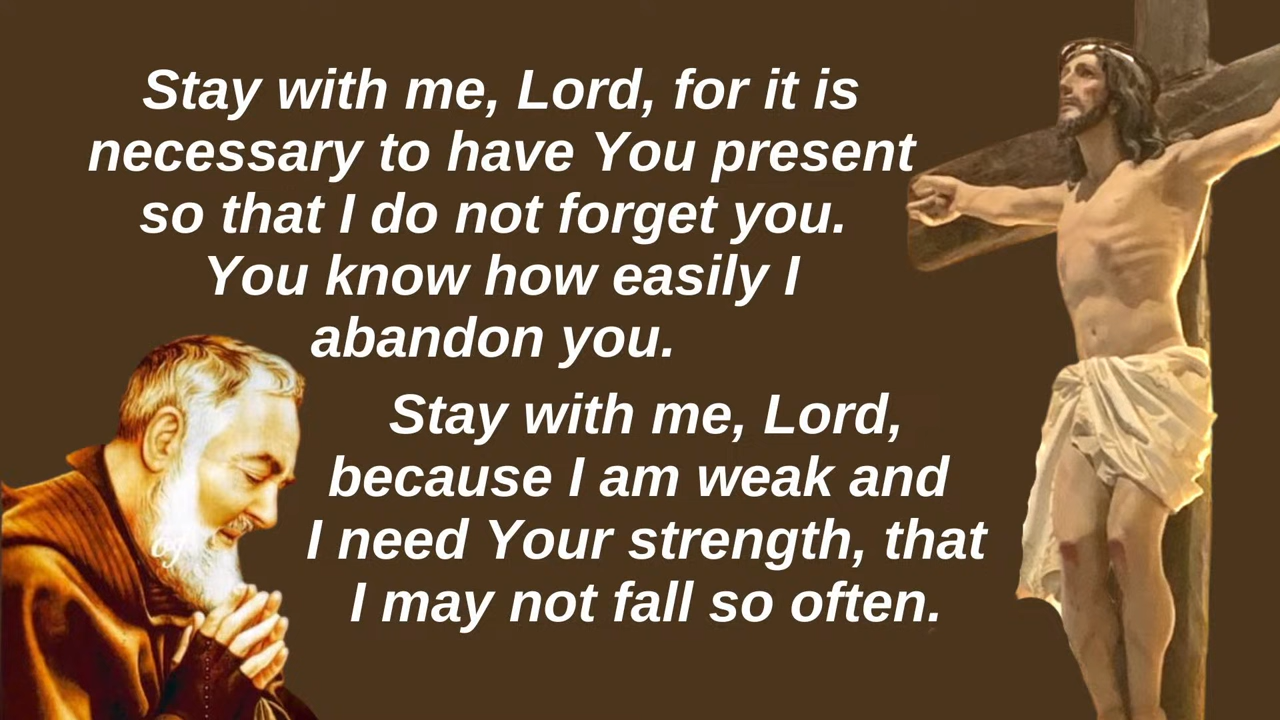 Stay with me, Lord, for it is
necessary to have You present
so that I do not forget you.
You know how easily I
abandon you.
Stay with me, Lord,
because I am weak and
I need Your strength, that
I may not fall so often.
of